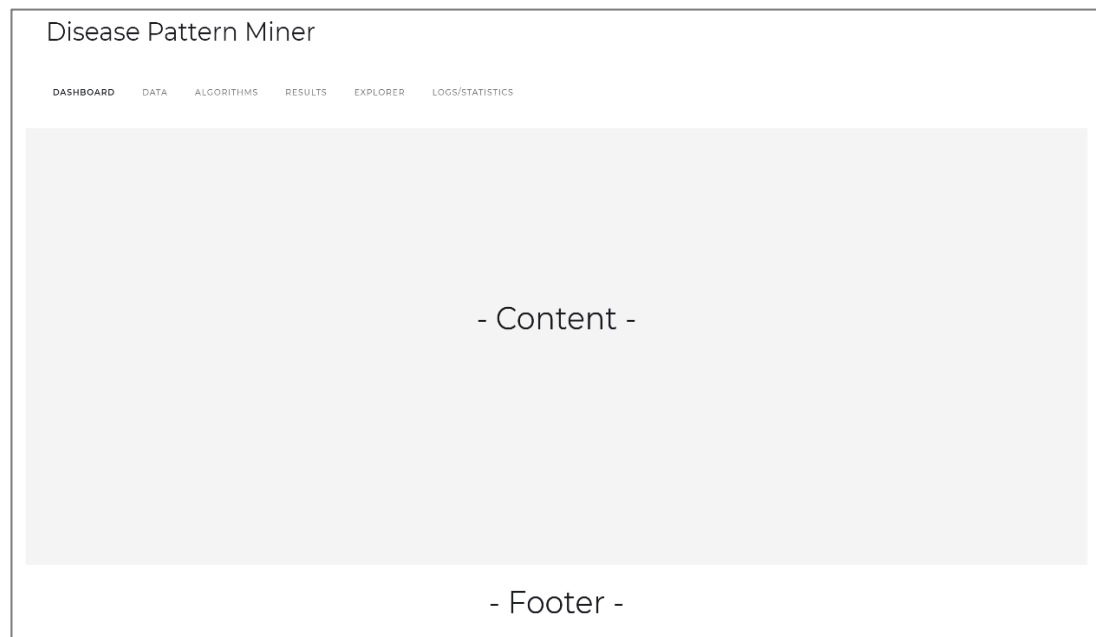 Disease Pattern Miner
DASHBOARD DATA ALGORITHMS RESULTS EXPLORER LOGS/STATISTICS
- Content -
- Footer -